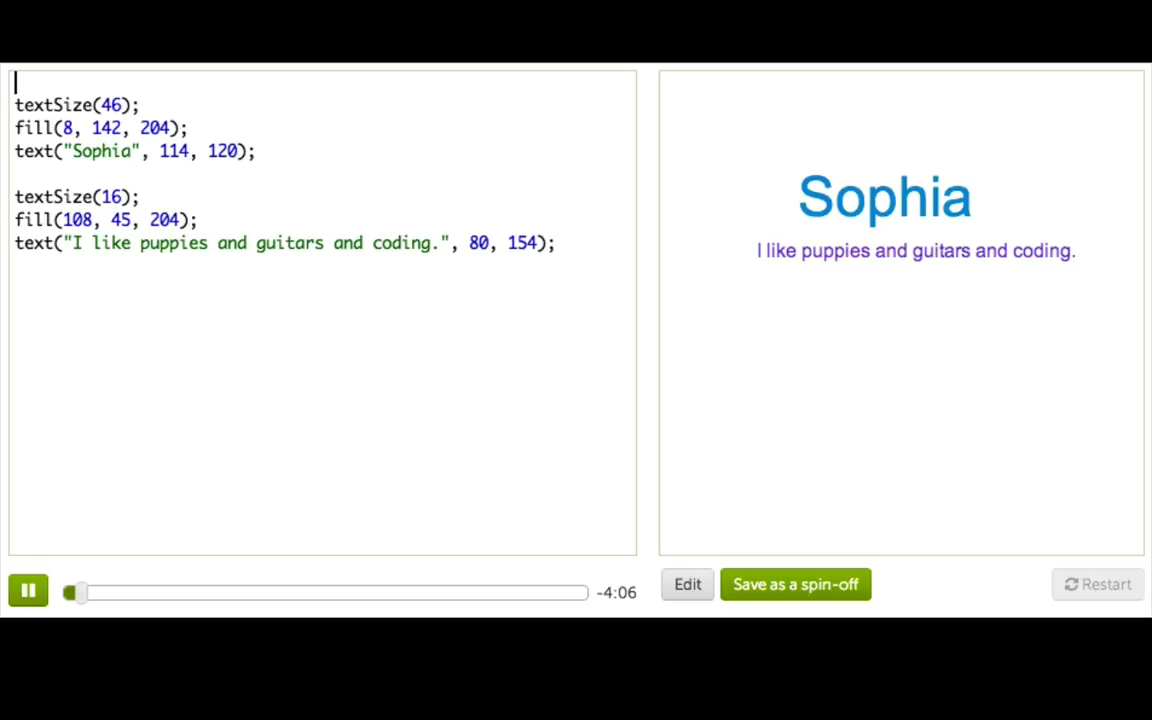 textSize(46);
fill(8, 142, 204);
text("Sophia", 114, 120);
textSize(16);
fill(108, 45, 204);
text("I like puppies and guitars and coding.", 80, 154);
Sophia
I like puppies and guitars and coding.
-4:06
Edit
Save as a spin-off
Restart